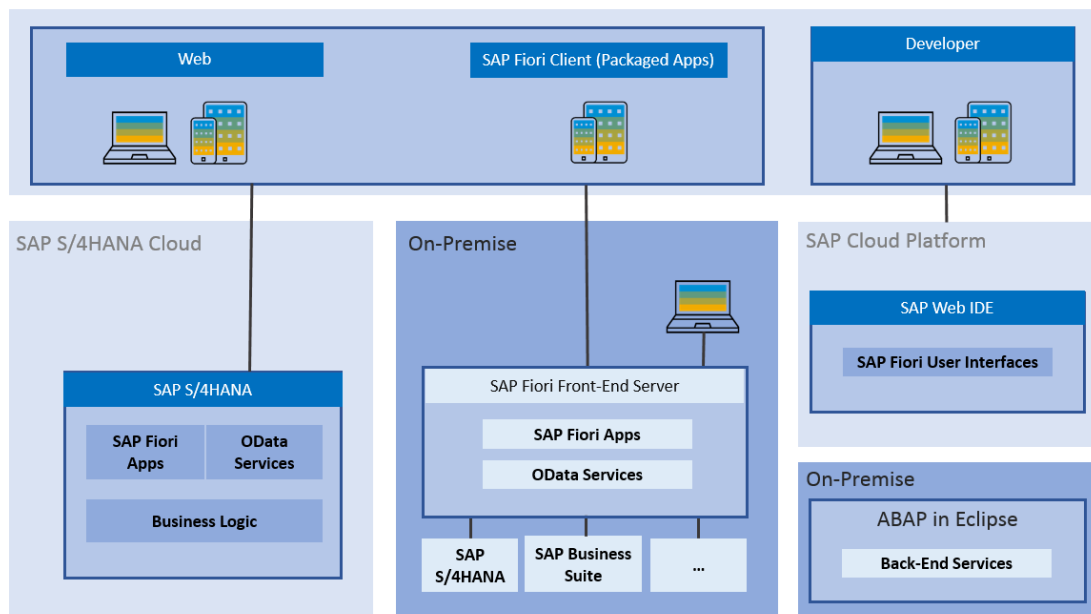 Web
SAP Fiori Client (Packaged Apps)
Developer
SAP S/4HANA Cloud
On-Premise
SAP Cloud Platform
SAP Web IDE
SAP Fiori User Interfaces
SAP S/4HANA
SAP Fiori
Apps
OData
Services
Business Logic
SAP Fiori Front-End Server
SAP Fiori Apps
OData Services
SAP
S/4HANA
SAP Business
Suite
...
On-Premise
ABAP in Eclipse
Back-End Services